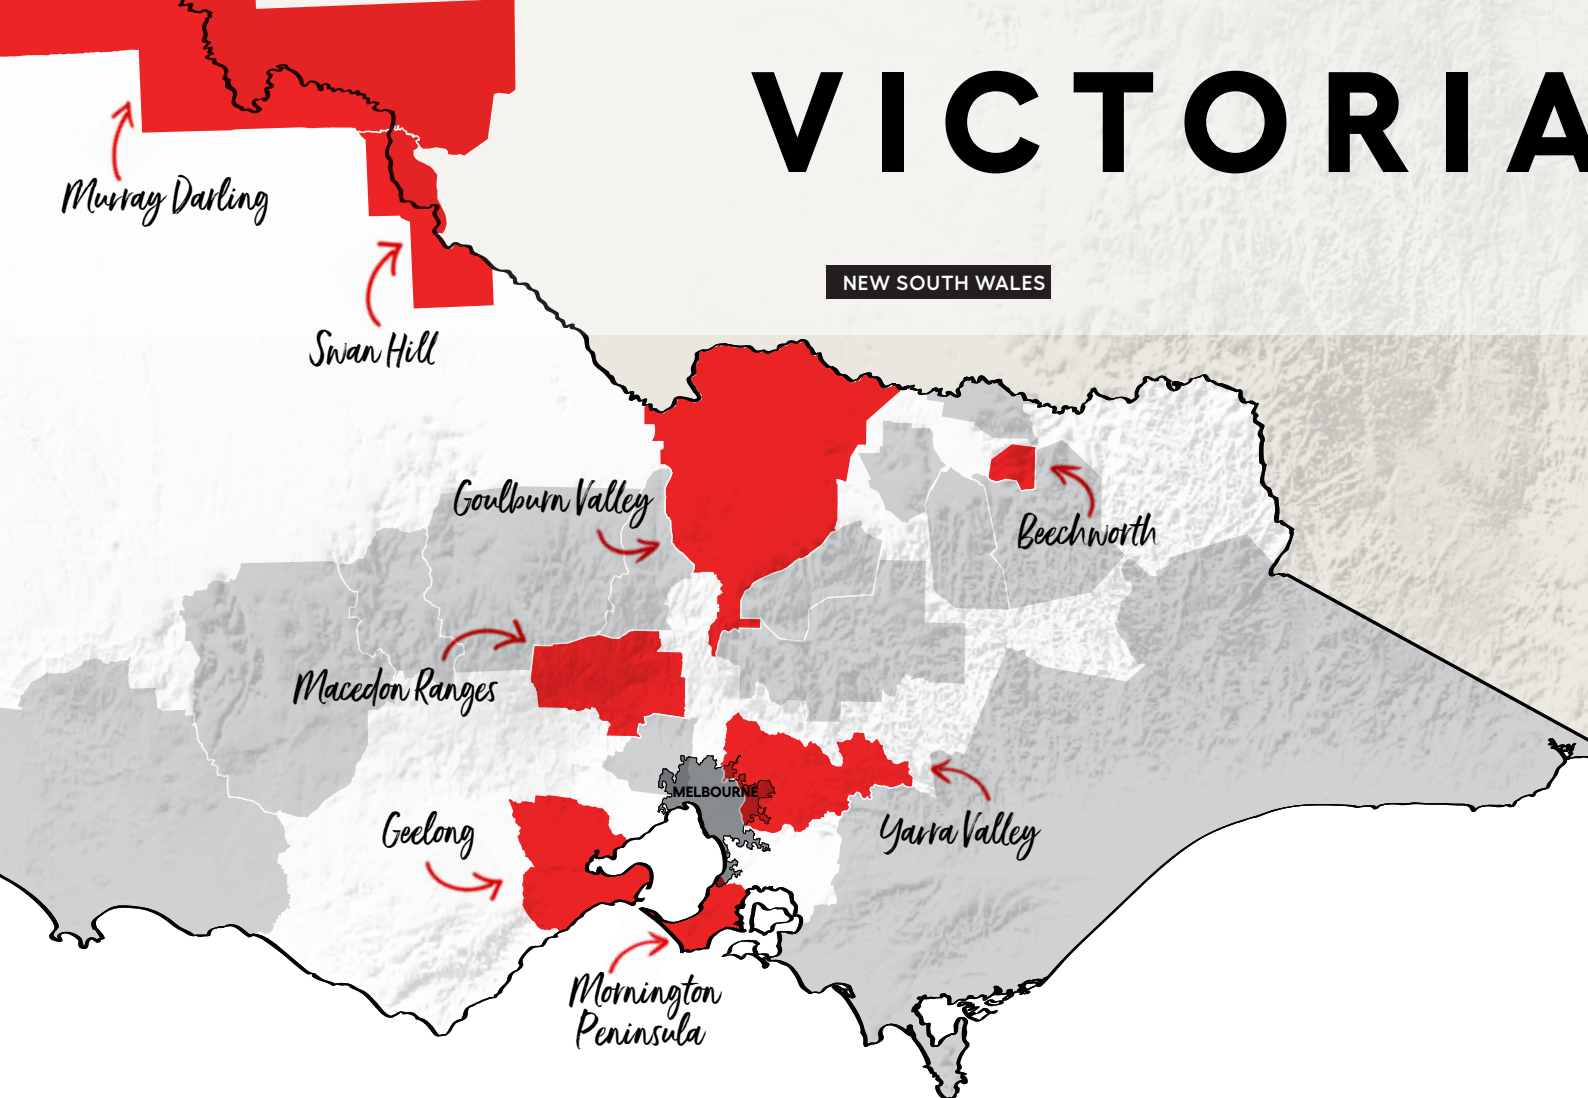 VICTORIA
Murray Darling
NEW SOUTH WALES
Swan Hill
Goulburn Valley
Beechworth
Macedon Ranges
MELBOURNE
Geelong
Yarra Valley
Mornington
Peninsula